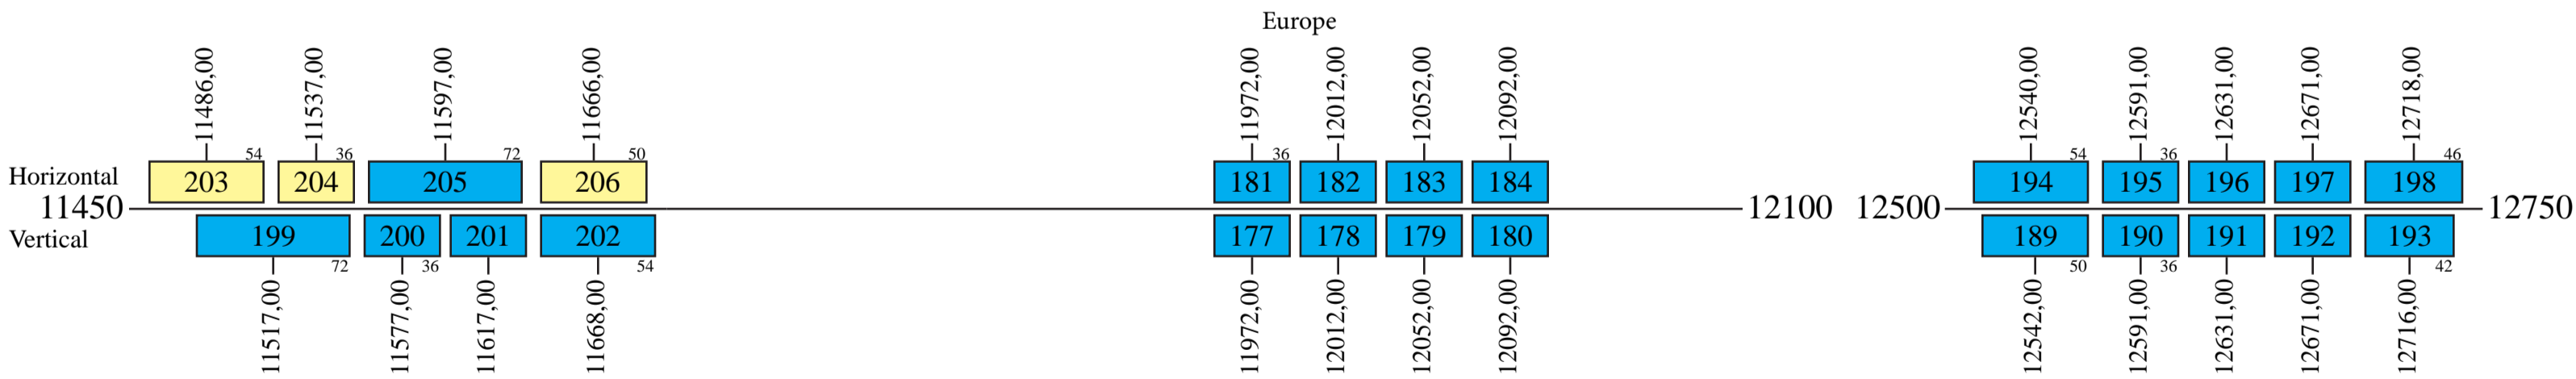 Europe
11486,00 11537,00 11597,00 11666,00 11972,00 12012,00 12052,00 12092,00 12540,00 12591,00 12631,00 12671,00 12718,00
54 36 72 50 36 54 36 46
Horizontal 203 204 205 206 181 182 183 184 194 195 196 197 198
11450 12100 12500 12750
Vertical 199 200 201 202 177 178 179 180 189 190 191 192 193
72 36 54 50 36 42
11517,00 11577,00 11617,00 11668,00 11972,00 12012,00 12052,00 12092,00 12542,00 12591,00 12631,00 12671,00 12716,00